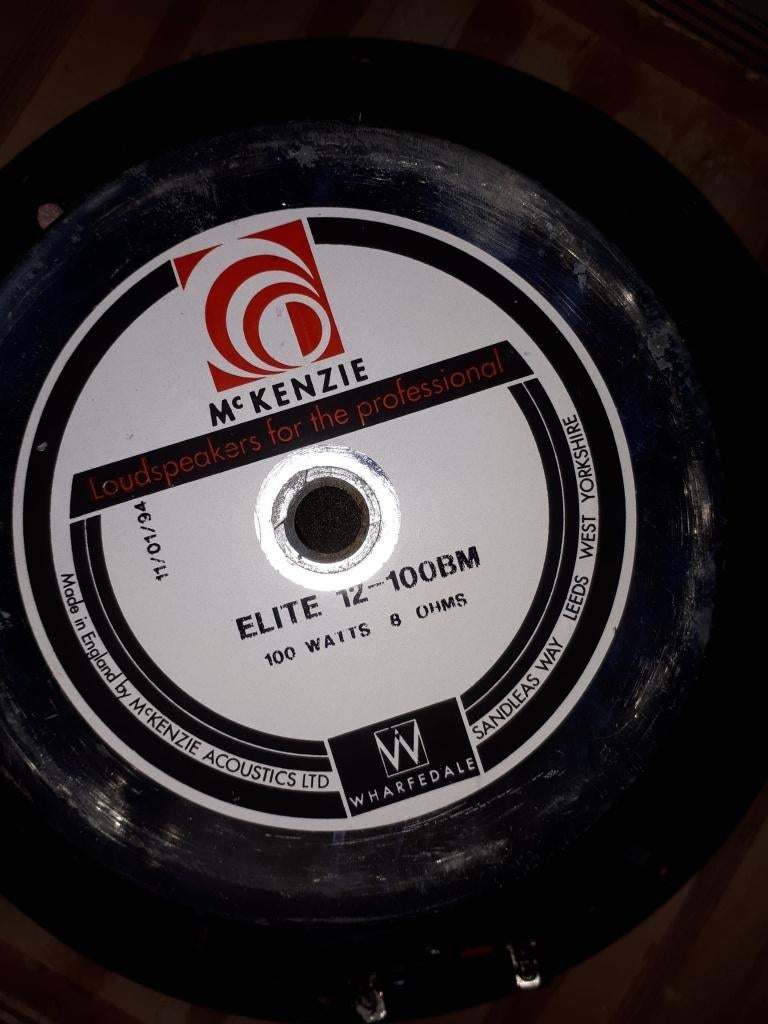 McKENZIE
Loudspeakers for the professional
11/01/94
ELITE 12-100BM
100 WATTS 8 OHMS
Made in England by McKENZIE ACOUSTICS LTD
W
WHARFEDALE
SANDLEAS WAY LEEDS WEST YORKSHIRE